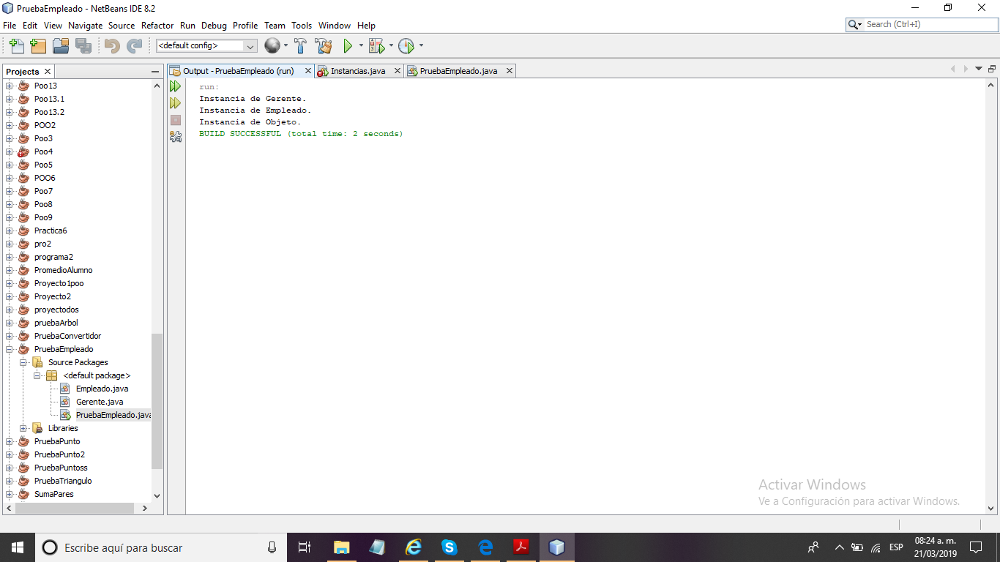 PruebaEmpleado - NetBeans IDE 8.2
File Edit View Navigate Source Refactor Run Debug Profile Team Tools Window Help
Search (Ctrl+I)
<default config>
Projects
Output - PruebaEmpleado (run)
Instancias.java
PruebaEmpleado.java
Poo13
Poo13.1
Poo13.2
POO2
Poo3
Poo4
Poo5
POO6
Poo7
Poo8
Poo9
Practica6
pro2
programa2
PromedioAlumno
Proyecto1poo
Proyecto2
proyectodos
pruebaArbol
PruebaConvertidor
PruebaEmpleado
Source Packages
<default package>
Empleado.java
Gerente.java
PruebaEmpleado.java
Libraries
PruebaPunto
PruebaPunto2
PruebaPuntoss
PruebaTriangulo
SumaPares
run:
Instancia de Gerente.
Instancia de Empleado.
Instancia de Objeto.
BUILD SUCCESSFUL (total time: 2 seconds)
Activar Windows
Ve a Configuración para activar Windows.
Escribe aquí para buscar
ESP
08:24 a. m.
21/03/2019